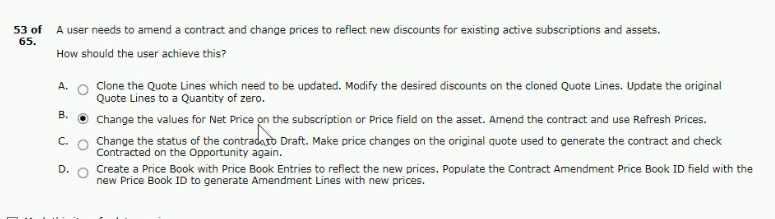 53 of 65.
A user needs to amend a contract and change prices to reflect new discounts for existing active subscriptions and assets.
How should the user achieve this?
A. Clone the Quote Lines which need to be updated. Modify the desired discounts on the cloned Quote Lines. Update the original
Quote Lines to a Quantity of zero.
B. Change the values for Net Price on the subscription or Price field on the asset. Amend the contract and use Refresh Prices.
C. Change the status of the contract to Draft. Make price changes on the original quote used to generate the contract and check
Contracted on the Opportunity again.
D. Create a Price Book with Price Book Entries to reflect the new prices. Populate the Contract Amendment Price Book ID field with the
new Price Book ID to generate Amendment Lines with new prices.